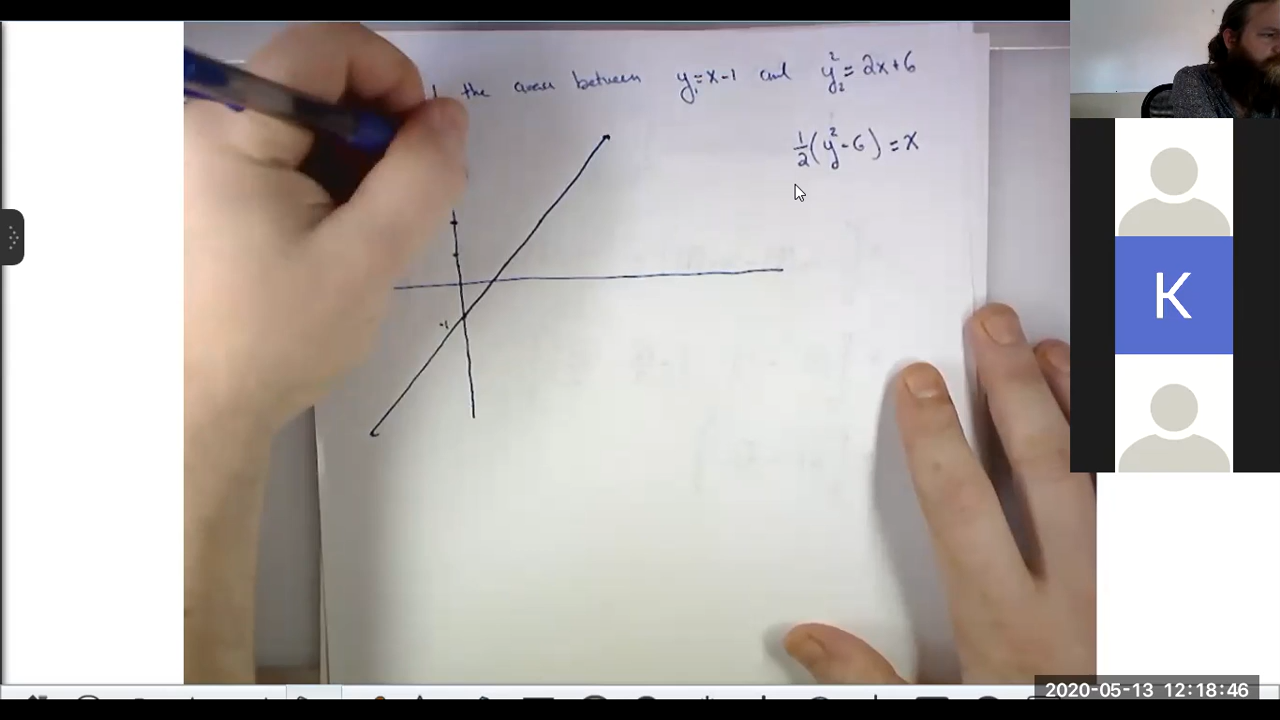 the area between y₁=x-1 and y₂²=2x+6
½(y²-6)=x
-1
K
2020-05-13 12:18:46